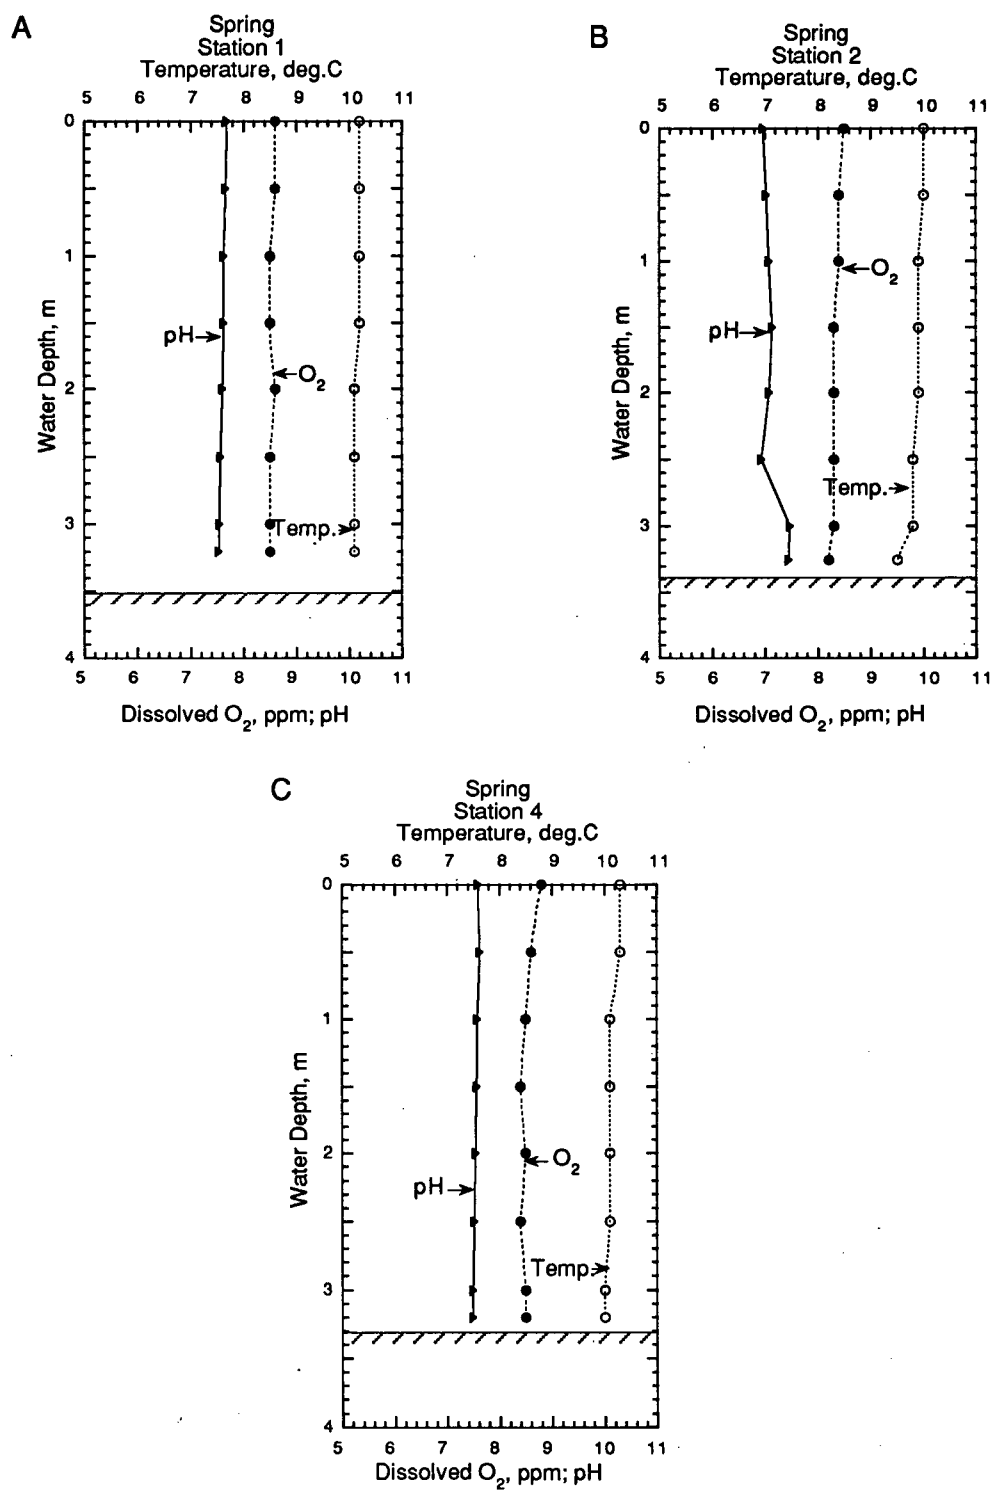 A
Spring
Station 1
Temperature, deg.C
5 6 7 8 9 10 11
0
1
2
3
4
Water Depth, m
pH
O2
Temp.
5 6 7 8 9 10 11
Dissolved O2, ppm; pH
B
Spring
Station 2
Temperature, deg.C
5 6 7 8 9 10 11
0
1
2
3
4
Water Depth, m
O2
pH
Temp.
5 6 7 8 9 10 11
Dissolved O2, ppm; pH
C
Spring
Station 4
Temperature, deg.C
5 6 7 8 9 10 11
0
1
2
3
4
Water Depth, m
O2
pH
Temp.
5 6 7 8 9 10 11
Dissolved O2, ppm; pH